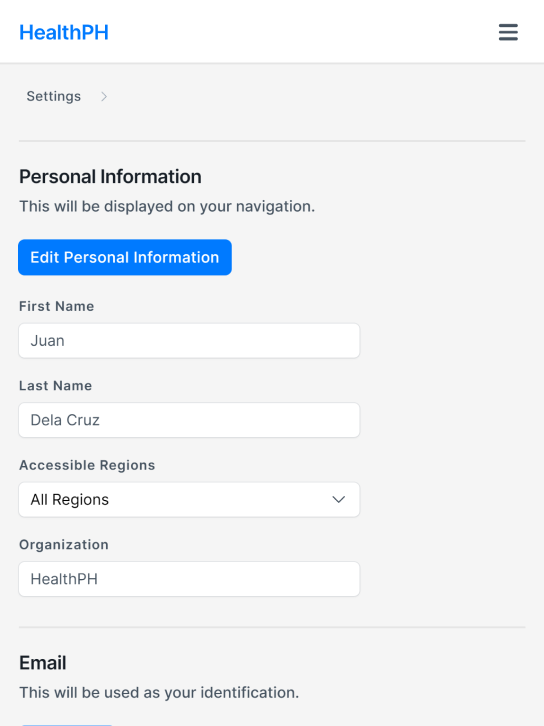 HealthPH
Settings
Personal Information
This will be displayed on your navigation.
Edit Personal Information
First Name
Juan
Last Name
Dela Cruz
Accessible Regions
All Regions
Organization
HealthPH
Email
This will be used as your identification.